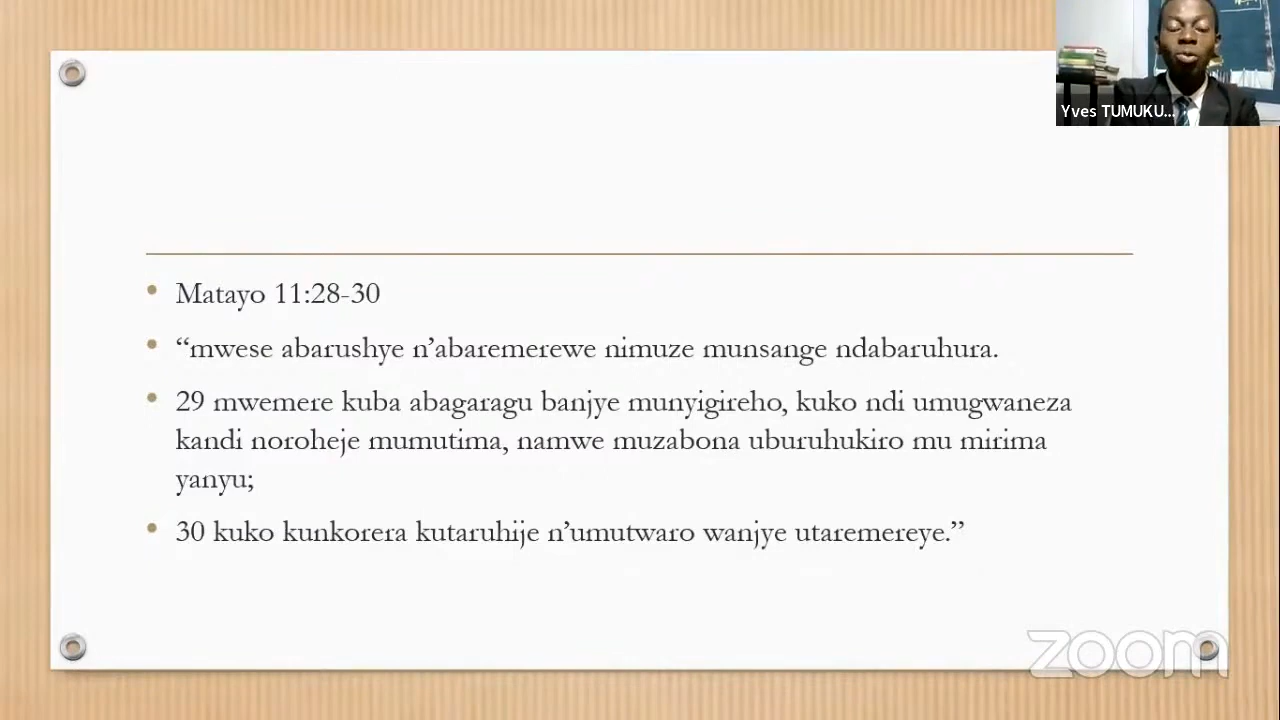 Yves TUMUKU...
Matayo 11:28-30
“mwese abarushye n’abaremerewe nimuze munsange ndabaruhura.
29 mwemere kuba abagaragu banjye munyigireho, kuko ndi umugwaneza
kandi noroheje mumutima, namwe muzabona uburuhukiro mu mirima
yanyu;
30 kuko kunkorera kutaruhije n’umutwaro wanjye utaremereye.”
zoom